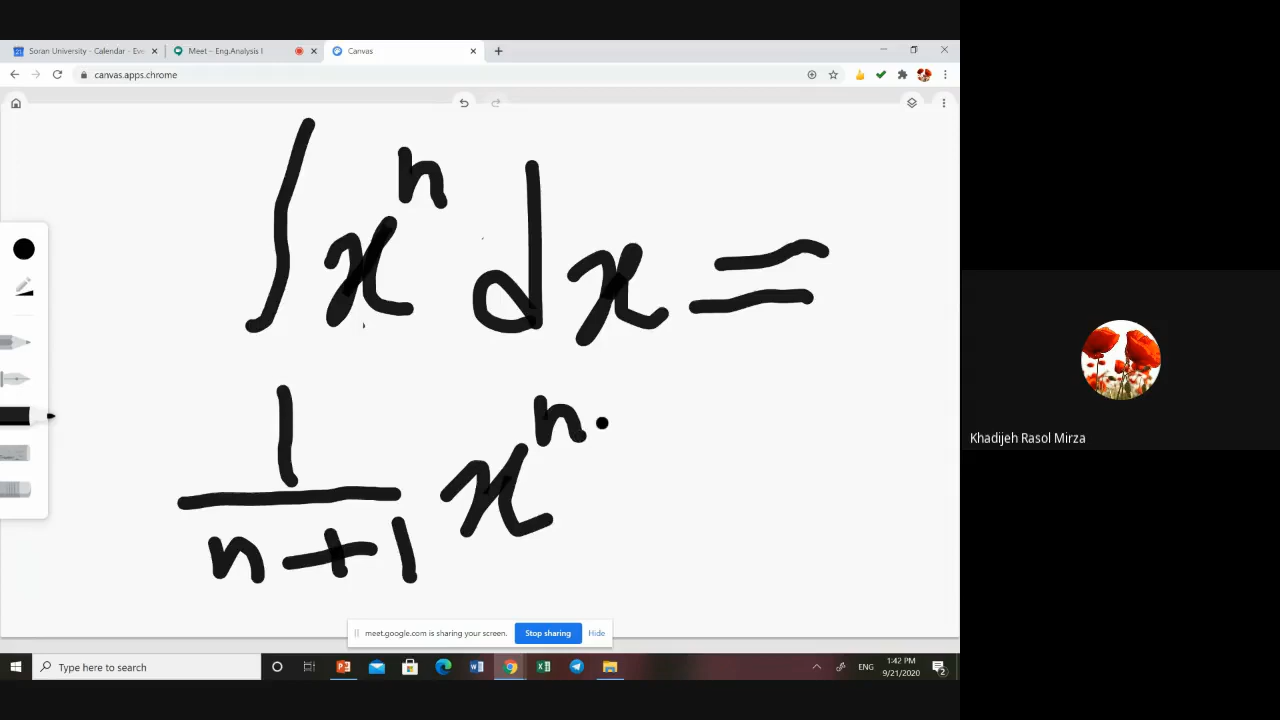 Soran University - Calendar - Eve
Meet – Eng.Analysis I
Canvas
canvas.apps.chrome
∫ x^n dx =
1/(n+1) x^n
Khadijeh Rasol Mirza
meet.google.com is sharing your screen.
Stop sharing
Hide
Type here to search
ENG
1:42 PM
9/21/2020
2